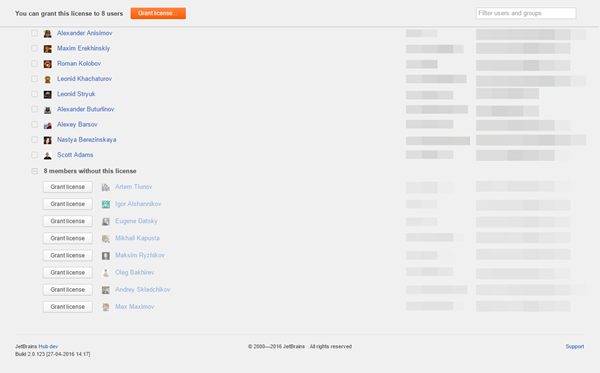 You can grant this license to 8 users Grant license... Filter users and groups
Alexander Anisimov
Maxim Erekhinskiy
Roman Kolobov
Leonid Khachaturov
Leonid Stryuk
Alexander Buturlinov
Alexey Barsov
Nastya Berezinskaya
Scott Adams
8 members without this license
Grant license Artem Tiunov
Grant license Igor Alshannikov
Grant license Eugene Datsky
Grant license Mikhail Kapusta
Grant license Maksim Ryzhikov
Grant license Oleg Bakhirev
Grant license Andrey Skladchikov
Grant license Max Maximov
JetBrains Hub dev © 2000—2016 JetBrains · All rights reserved Support
Build 2.0.123 [27-04-2016 14:17]